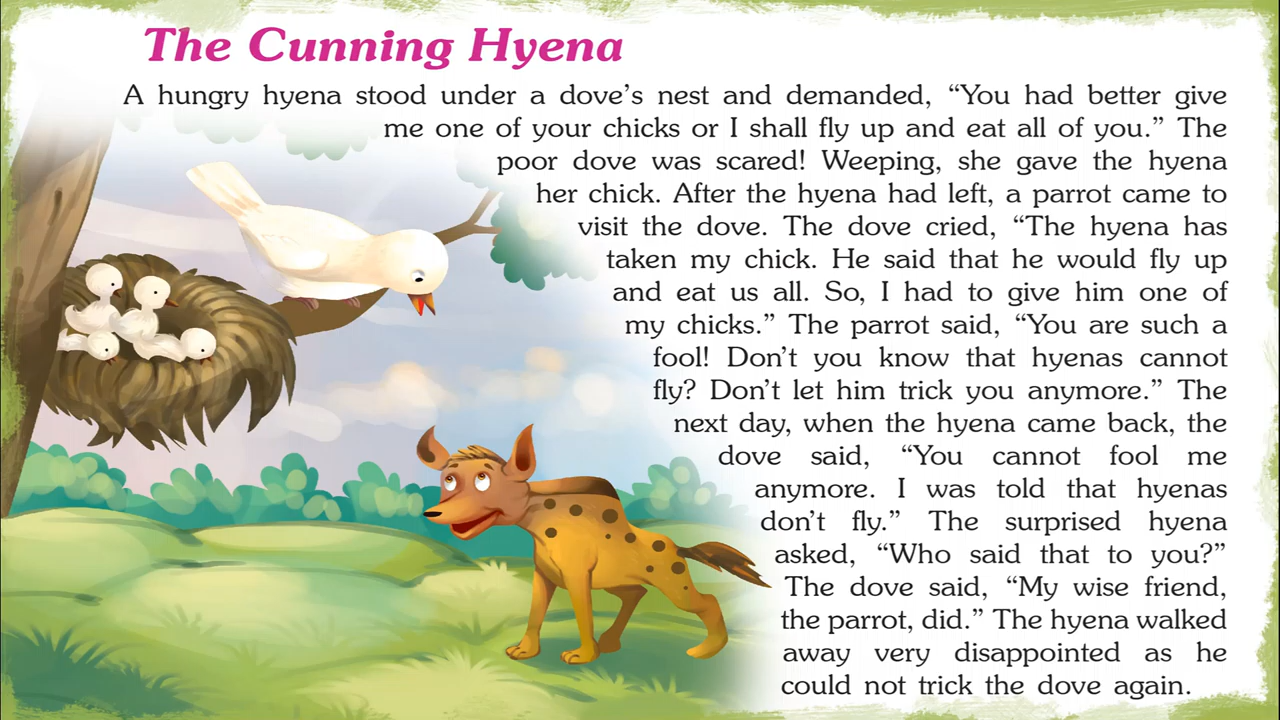 The Cunning Hyena
A hungry hyena stood under a dove’s nest and demanded, “You had better give
me one of your chicks or I shall fly up and eat all of you.” The
poor dove was scared! Weeping, she gave the hyena
her chick. After the hyena had left, a parrot came to
visit the dove. The dove cried, “The hyena has
taken my chick. He said that he would fly up
and eat us all. So, I had to give him one of
my chicks.” The parrot said, “You are such a
fool! Don’t you know that hyenas cannot
fly? Don’t let him trick you anymore.” The
next day, when the hyena came back, the
dove said, “You cannot fool me
anymore. I was told that hyenas
don’t fly.” The surprised hyena
asked, “Who said that to you?”
The dove said, “My wise friend,
the parrot, did.” The hyena walked
away very disappointed as he
could not trick the dove again.